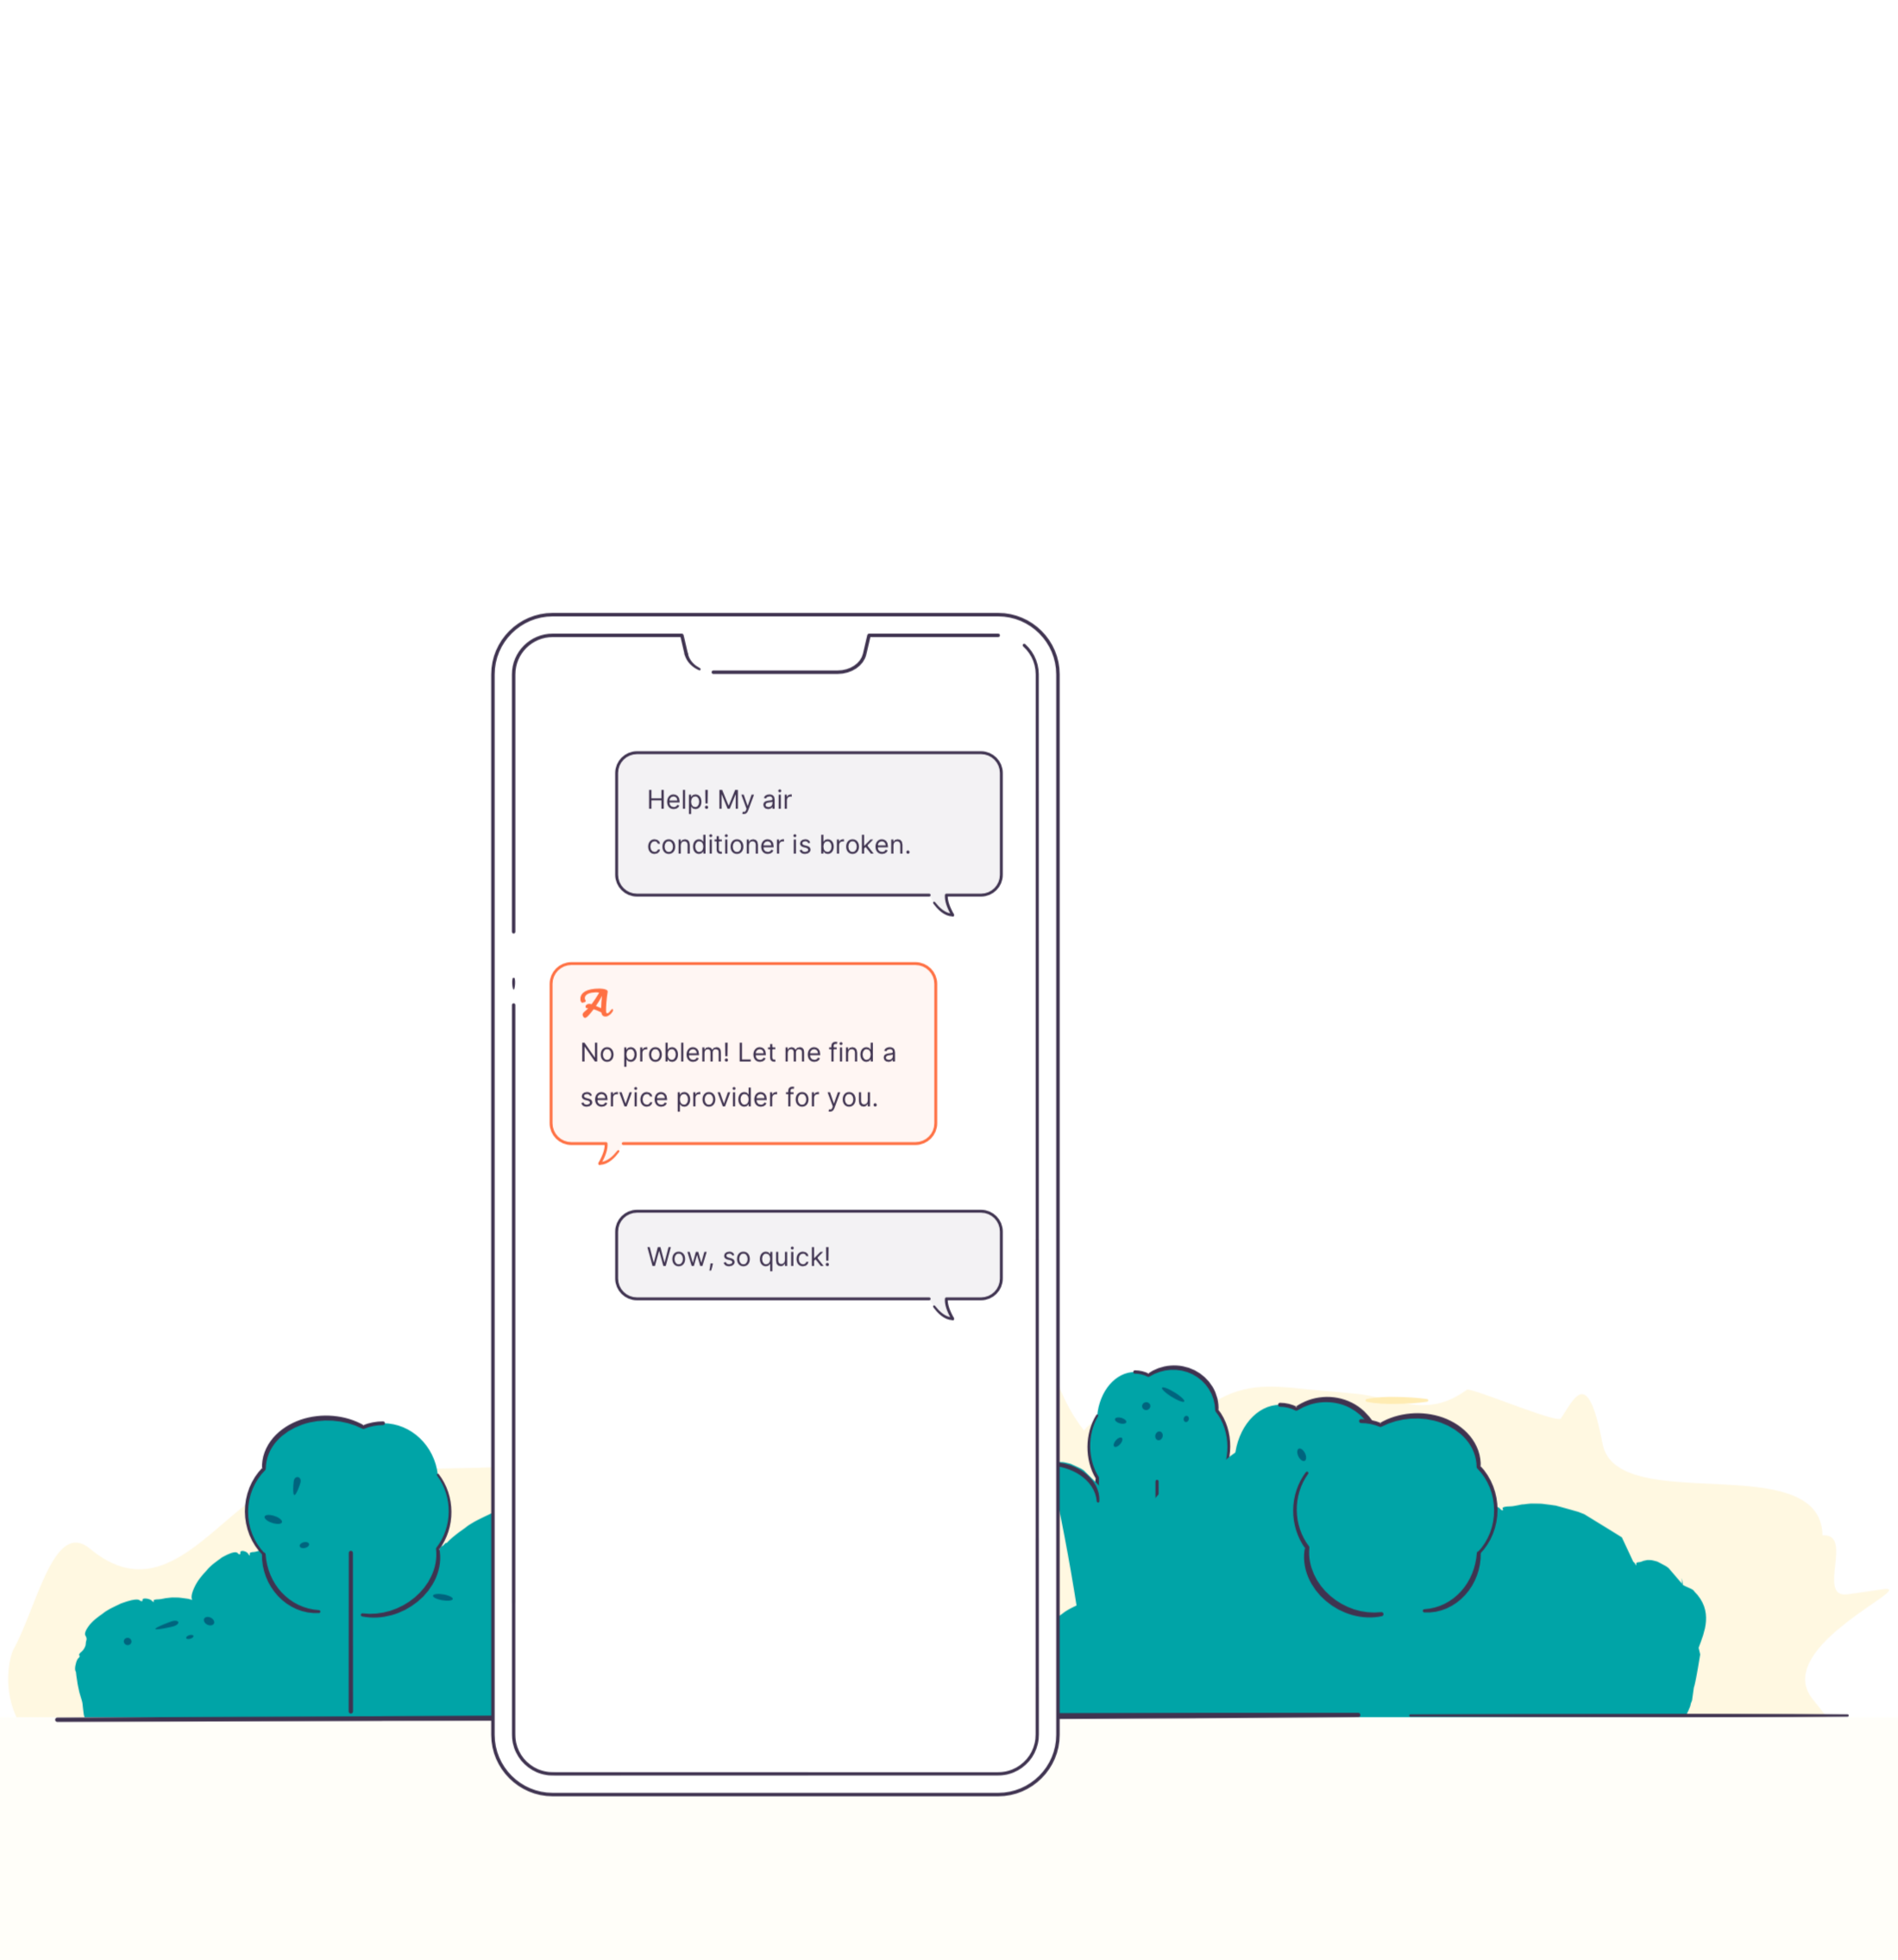 Help! My air
conditioner is broken.
A
No problem! Let me find a
service provider for you.
Wow, so quick!